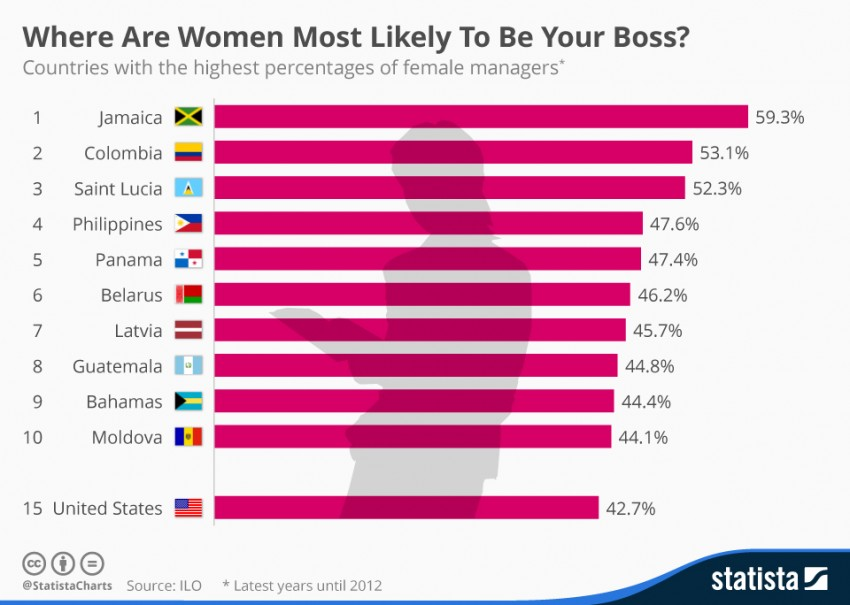 Where Are Women Most Likely To Be Your Boss?
Countries with the highest percentages of female managers*
1 Jamaica 59.3%
2 Colombia 53.1%
3 Saint Lucia 52.3%
4 Philippines 47.6%
5 Panama 47.4%
6 Belarus 46.2%
7 Latvia 45.7%
8 Guatemala 44.8%
9 Bahamas 44.4%
10 Moldova 44.1%
15 United States 42.7%
cc
@StatistaCharts Source: ILO * Latest years until 2012
statista